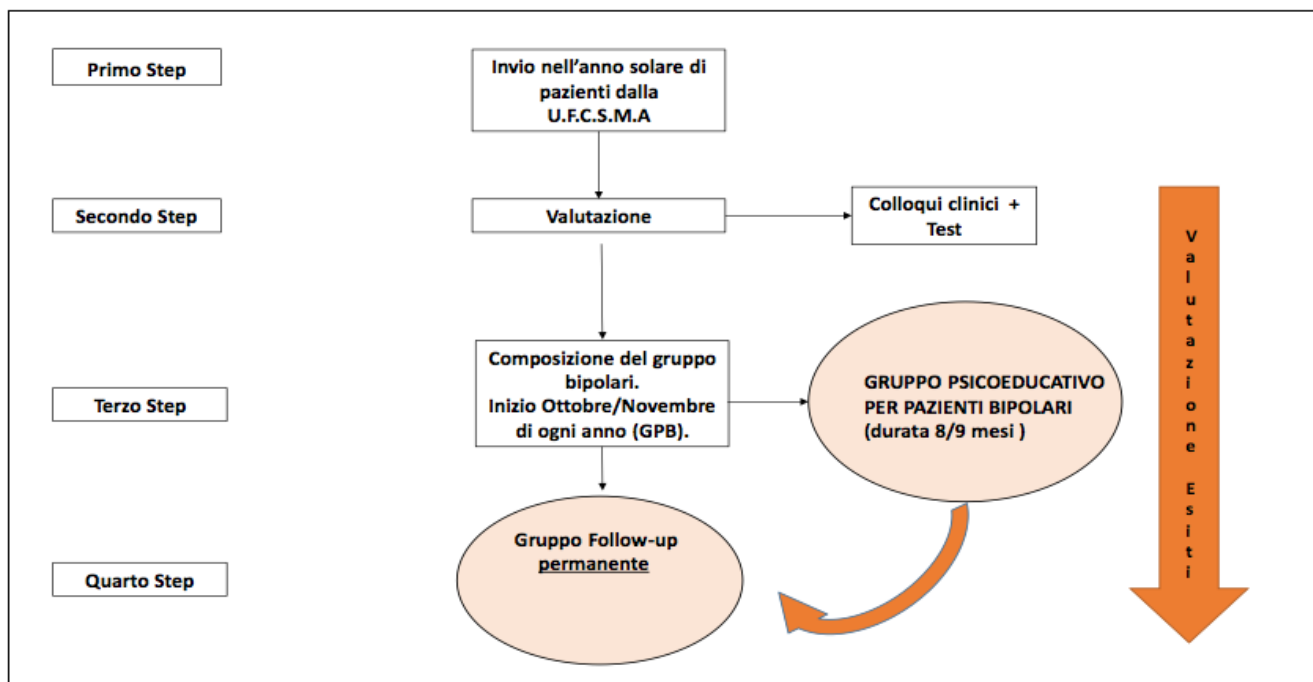 Primo Step
Invio nell'anno solare di
pazienti dalla
U.F.C.S.M.A
Secondo Step
Valutazione
Colloqui clinici +
Test
Terzo Step
Composizione del gruppo
bipolari.
Inizio Ottobre/Novembre
di ogni anno (GPB).
GRUPPO PSICOEDUCATIVO
PER PAZIENTI BIPOLARI
(durata 8/9 mesi )
Quarto Step
Gruppo Follow-up
permanente
Valutazione Esiti